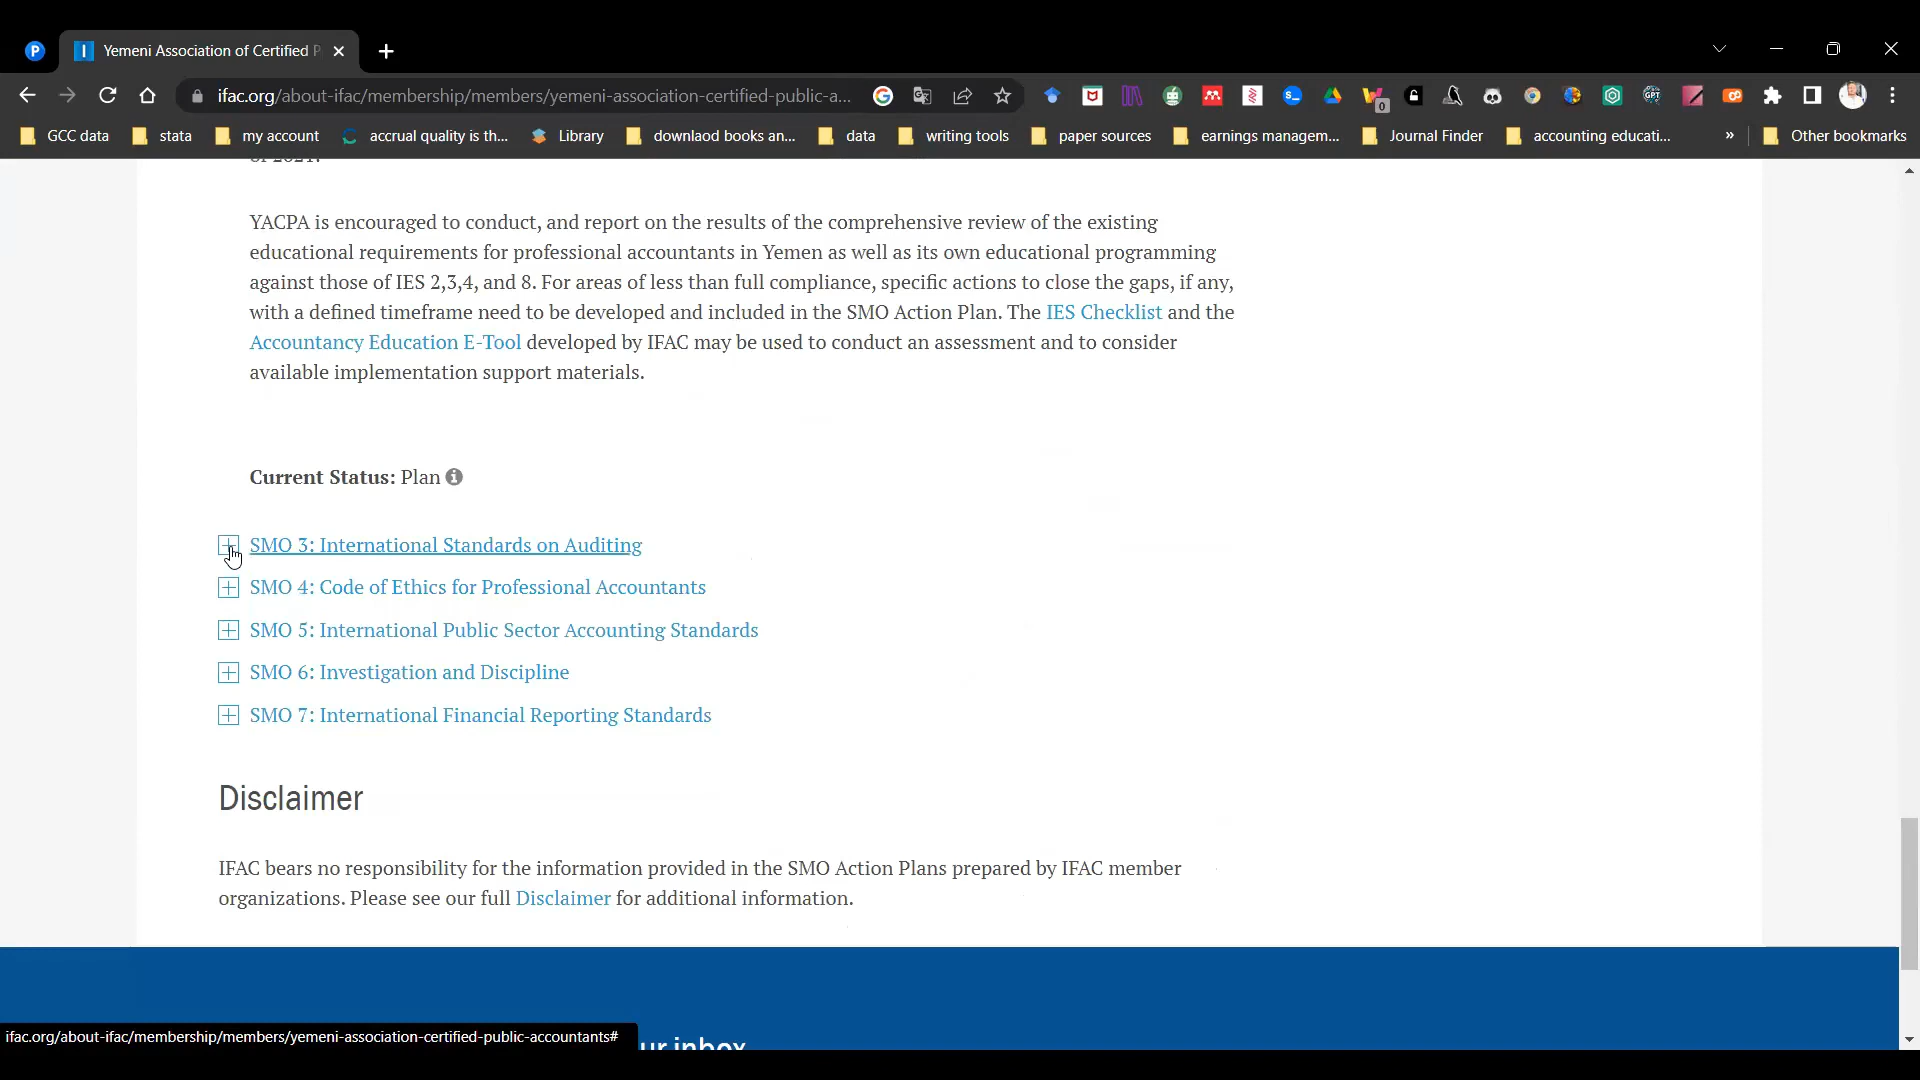 P
Yemeni Association of Certified P
ifac.org/about-ifac/membership/members/yemeni-association-certified-public-a...
GCC data
stata
my account
accrual quality is th...
Library
downlaod books an...
data
writing tools
paper sources
earnings managem...
Journal Finder
accounting educati...
»
Other bookmarks
of 2021.
YACPA is encouraged to conduct, and report on the results of the comprehensive review of the existing
educational requirements for professional accountants in Yemen as well as its own educational programming
against those of IES 2,3,4, and 8. For areas of less than full compliance, specific actions to close the gaps, if any,
with a defined timeframe need to be developed and included in the SMO Action Plan. The IES Checklist and the
Accountancy Education E-Tool developed by IFAC may be used to conduct an assessment and to consider
available implementation support materials.
Current Status: Plan
SMO 3: International Standards on Auditing
SMO 4: Code of Ethics for Professional Accountants
SMO 5: International Public Sector Accounting Standards
SMO 6: Investigation and Discipline
SMO 7: International Financial Reporting Standards
Disclaimer
IFAC bears no responsibility for the information provided in the SMO Action Plans prepared by IFAC member
organizations. Please see our full Disclaimer for additional information.
ifac.org/about-ifac/membership/members/yemeni-association-certified-public-accountants#
ur inbox